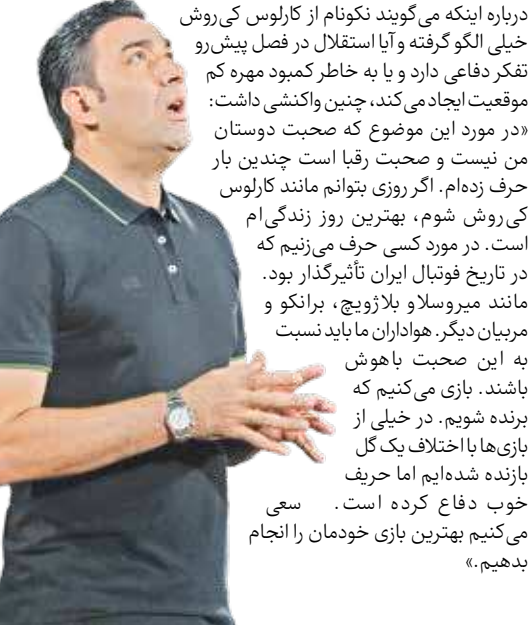 درباره اینکه می‌گویند نکونام از کارلوس کی‌روش
خیلی الگو گرفته و آیا استقلال در فصل پیش‌رو
تفکر دفاعی دارد و یا به خاطر کمبود مهره کم
موقعیت ایجاد می‌کند، چنین واکنشی داشت:
«در مورد این موضوع که صحبت دوستان
من نیست و صحبت رقبا است چندین بار
حرف زده‌ام. اگر روزی بتوانم مانند کارلوس
کی‌روش شوم، بهترین روز زندگی‌ام
است. در مورد کسی حرف می‌زنیم که
در تاریخ فوتبال ایران تأثیرگذار بود.
مانند میروسلاو بلاژویچ، برانکو و
مربیان دیگر. هواداران ما باید نسبت
به این صحبت باهوش
باشند. بازی می‌کنیم که
برنده شویم. در خیلی از
بازی‌ها با اختلاف یک گل
بازنده شده‌ایم اما حریف
خوب دفاع کرده است. سعی
می‌کنیم بهترین بازی خودمان را انجام
بدهیم.»